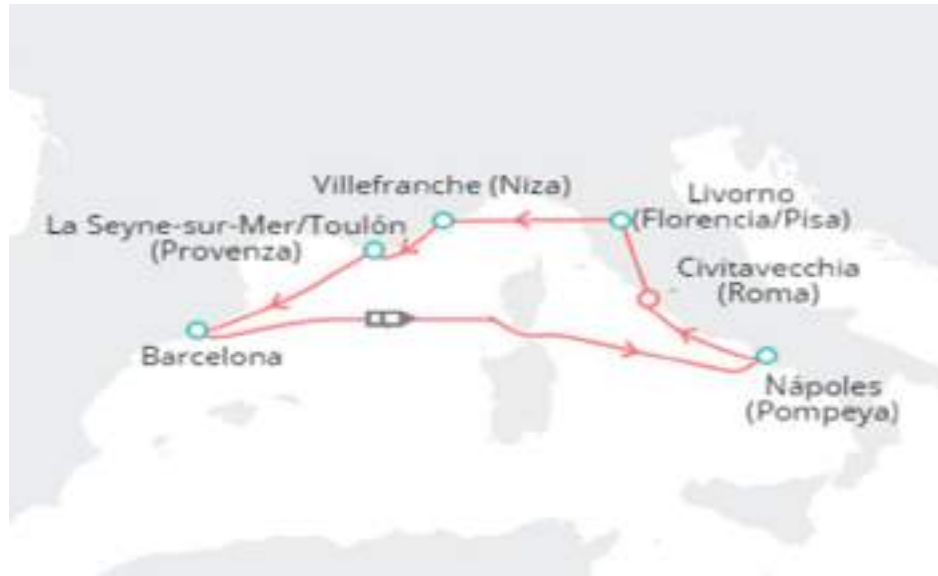 Villefranche (Niza)
Livorno
(Florencia/Pisa)
La Seyne-sur-Mer/Toulón
(Provenza)
Civitavecchia
(Roma)
Barcelona
Nápoles
(Pompeya)